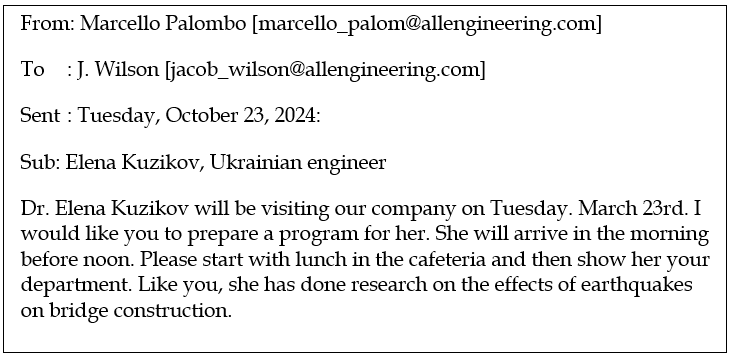 From: Marcello Palombo [marcello_palom@allengineering.com]
To : J. Wilson [jacob_wilson@allengineering.com]
Sent : Tuesday, October 23, 2024:
Sub: Elena Kuzikov, Ukrainian engineer
Dr. Elena Kuzikov will be visiting our company on Tuesday. March 23rd. I
would like you to prepare a program for her. She will arrive in the morning
before noon. Please start with lunch in the cafeteria and then show her your
department. Like you, she has done research on the effects of earthquakes
on bridge construction.